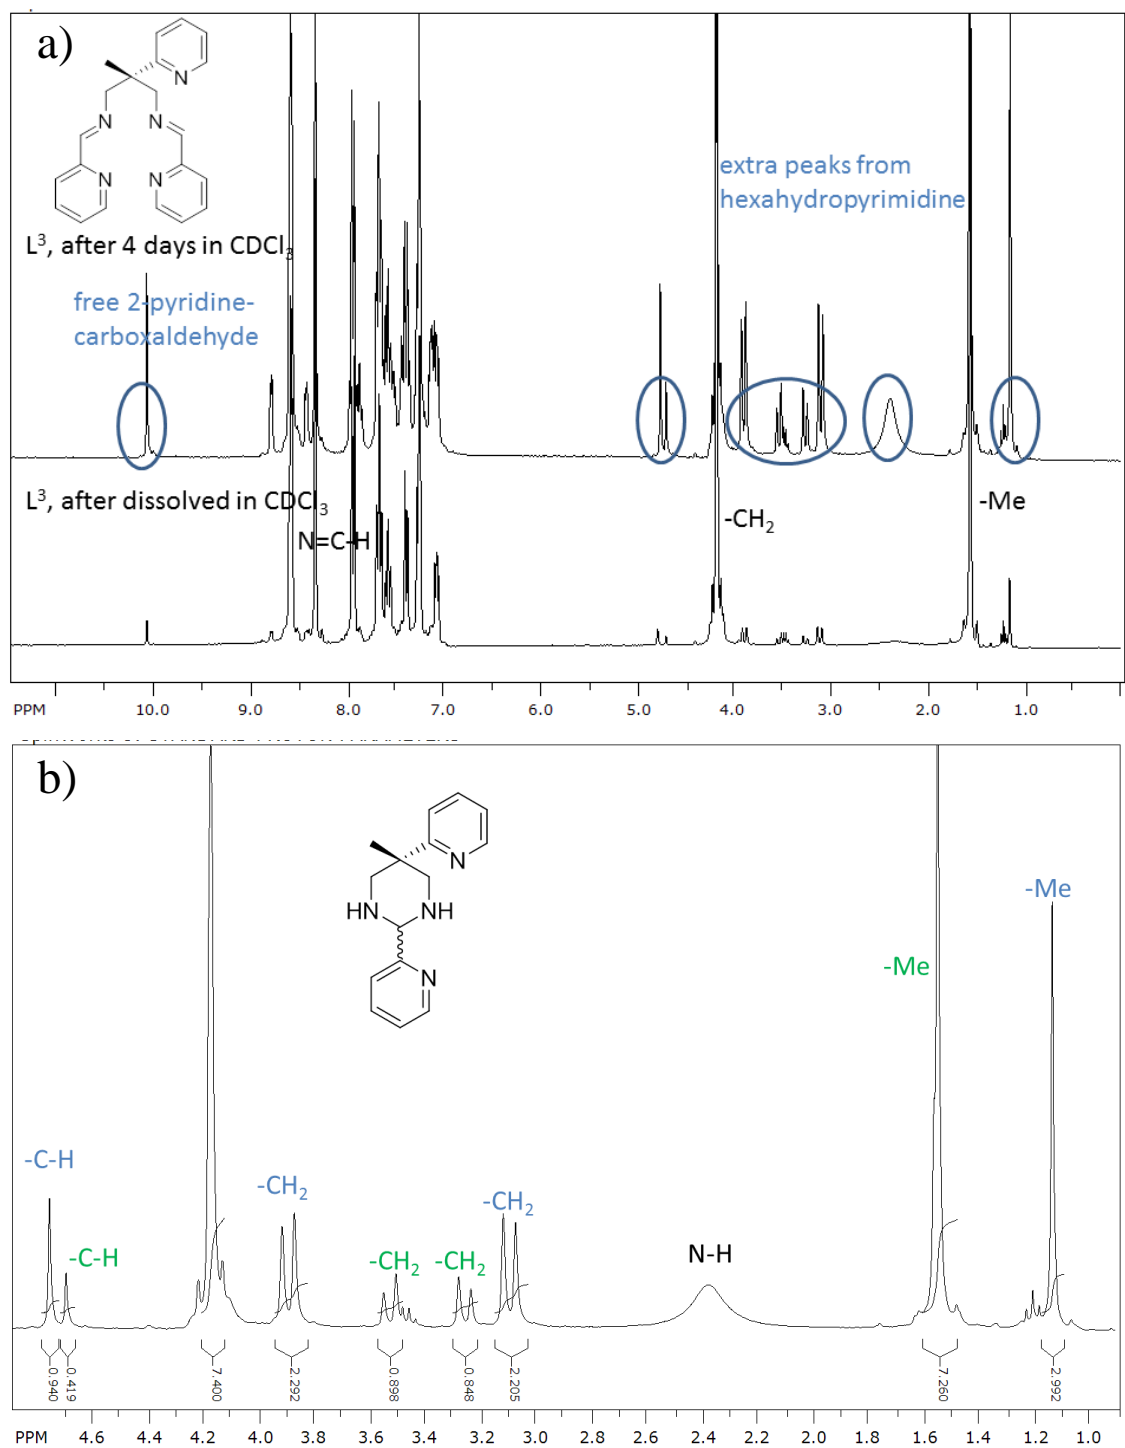 a)
N
N
N
N
N
extra peaks from
hexahydropyrimidine
L3, after 4 days in CDCl3
free 2-pyridine-
carboxaldehyde
L3, after dissolved in CDCl3
N=C-H
-CH2
-Me
PPM 10.0 9.0 8.0 7.0 6.0 5.0 4.0 3.0 2.0 1.0
b)
N
HN NH
N
-Me
-Me
-C-H
-CH2
-CH2
-C-H
-CH2
-CH2
N-H
0.940 0.419 7.400 2.292 0.898 0.848 2.205 7.260 2.992
PPM 4.6 4.4 4.2 4.0 3.8 3.6 3.4 3.2 3.0 2.8 2.6 2.4 2.2 2.0 1.8 1.6 1.4 1.2 1.0